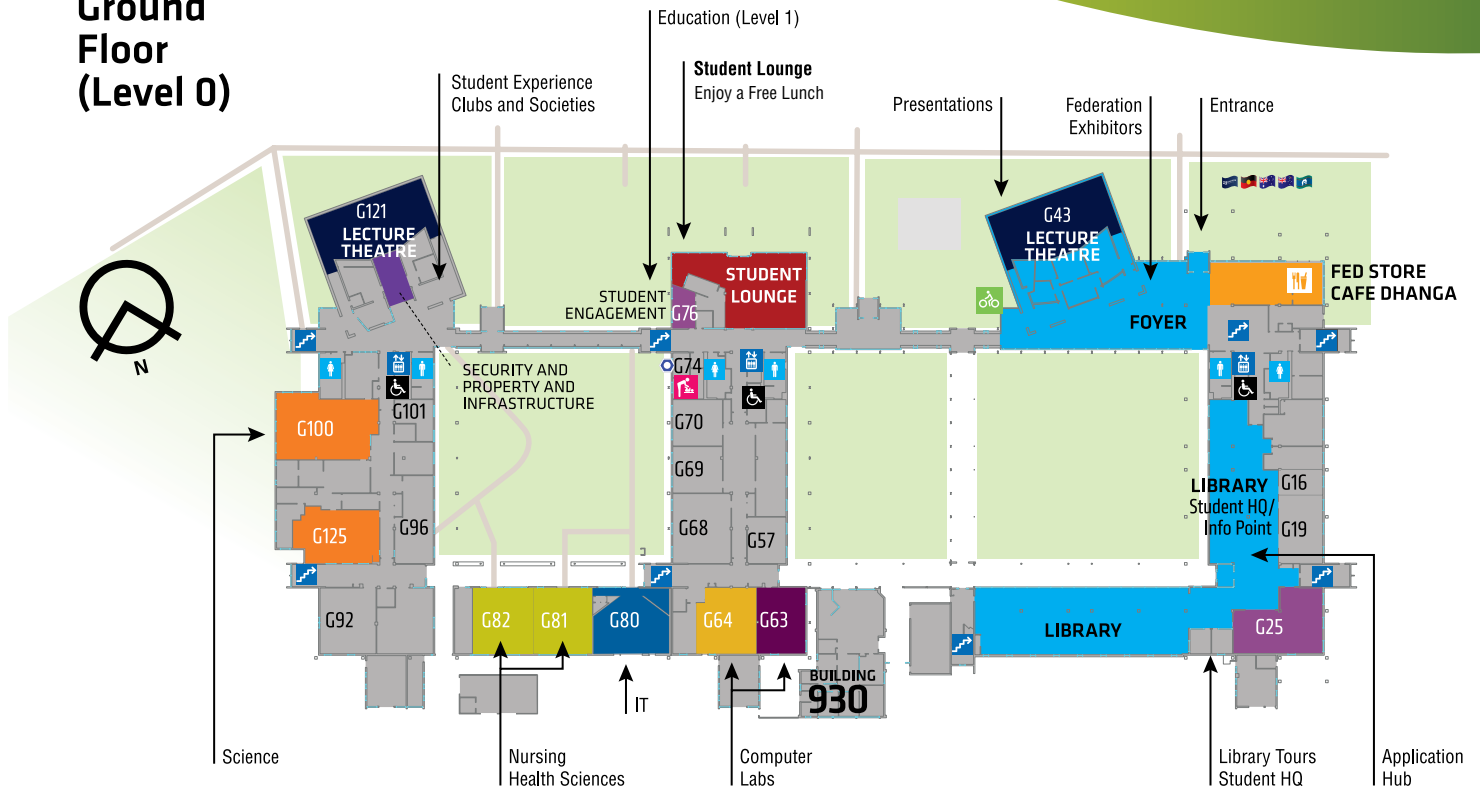 Ground
Floor
(Level 0)
Education (Level 1)
Student Lounge
Enjoy a Free Lunch
Student Experience
Clubs and Societies
Presentations
Federation
Exhibitors
Entrance
G121
LECTURE
THEATRE
G43
LECTURE
THEATRE
STUDENT
LOUNGE
STUDENT
ENGAGEMENT
G76
FOYER
FED STORE
CAFE DHANGA
N
SECURITY AND
PROPERTY AND
INFRASTRUCTURE
G74
G101
G100
G70
G69
G96
G125
G68
G57
LIBRARY
Student HQ/
Info Point
G16
G19
G92
G82
G81
G80
G64
G63
LIBRARY
G25
BUILDING
930
IT
Science
Nursing
Health Sciences
Computer
Labs
Library Tours
Student HQ
Application
Hub